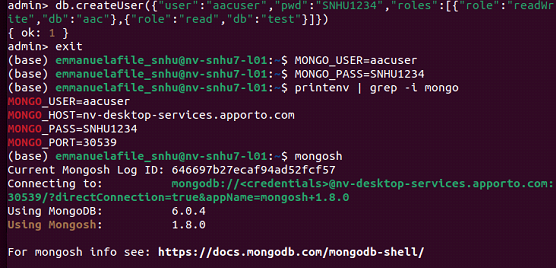 admin> db.createUser({"user":"aacuser","pwd":"SNHU1234","roles":[{"role":"readWr
ite","db":"aac"},{"role":"read","db":"test"}]})
{ ok: 1 }
admin> exit
(base) emmanuelafile_snhu@nv-snhu7-l01:~$ MONGO_USER=aacuser
(base) emmanuelafile_snhu@nv-snhu7-l01:~$ MONGO_PASS=SNHU1234
(base) emmanuelafile_snhu@nv-snhu7-l01:~$ printenv | grep -i mongo
MONGO_USER=aacuser
MONGO_HOST=nv-desktop-services.apporto.com
MONGO_PASS=SNHU1234
MONGO_PORT=30539
(base) emmanuelafile_snhu@nv-snhu7-l01:~$ mongosh
Current Mongosh Log ID: 646697b27ecaf94ad52fcf57
Connecting to: mongodb://<credentials>@nv-desktop-services.apporto.com:
30539/?directConnection=true&appName=mongosh+1.8.0
Using MongoDB: 6.0.4
Using Mongosh: 1.8.0
For mongosh info see: https://docs.mongodb.com/mongodb-shell/